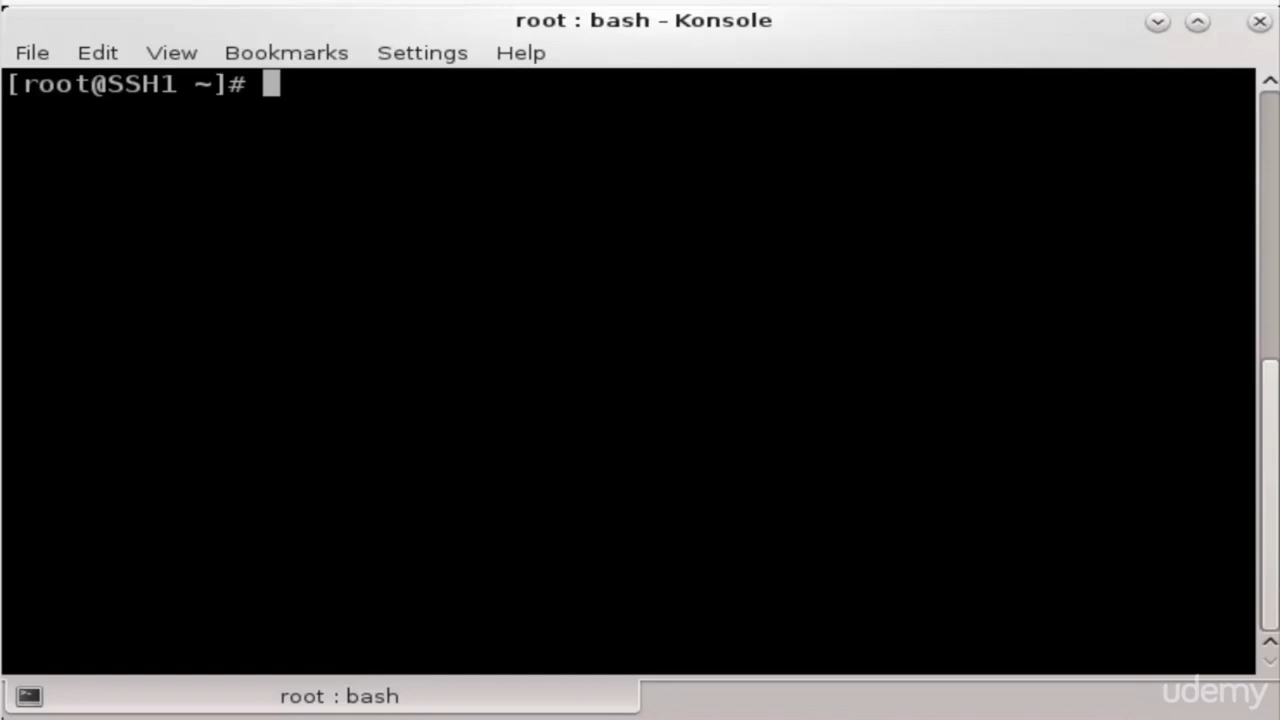 root : bash – Konsole
File Edit View Bookmarks Settings Help
[root@SSH1 ~]#
root : bash
udemy